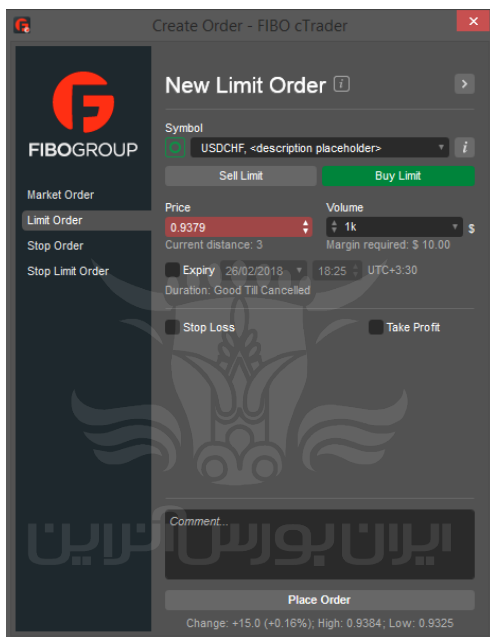 Create Order - FIBO cTrader
FIBOGROUP
Market Order
Limit Order
Stop Order
Stop Limit Order
New Limit Order
Symbol
USDCHF, <description placeholder>
Sell Limit Buy Limit
Price Volume
0.9379 1k $
Current distance: 3 Margin required: $ 10.00
Expiry 26/02/2018 18:25 UTC+3:30
Duration: Good Till Cancelled
Stop Loss Take Profit
Comment...
ایران بورس آنلاین
Place Order
Change: +15.0 (+0.16%); High: 0.9384; Low: 0.9325